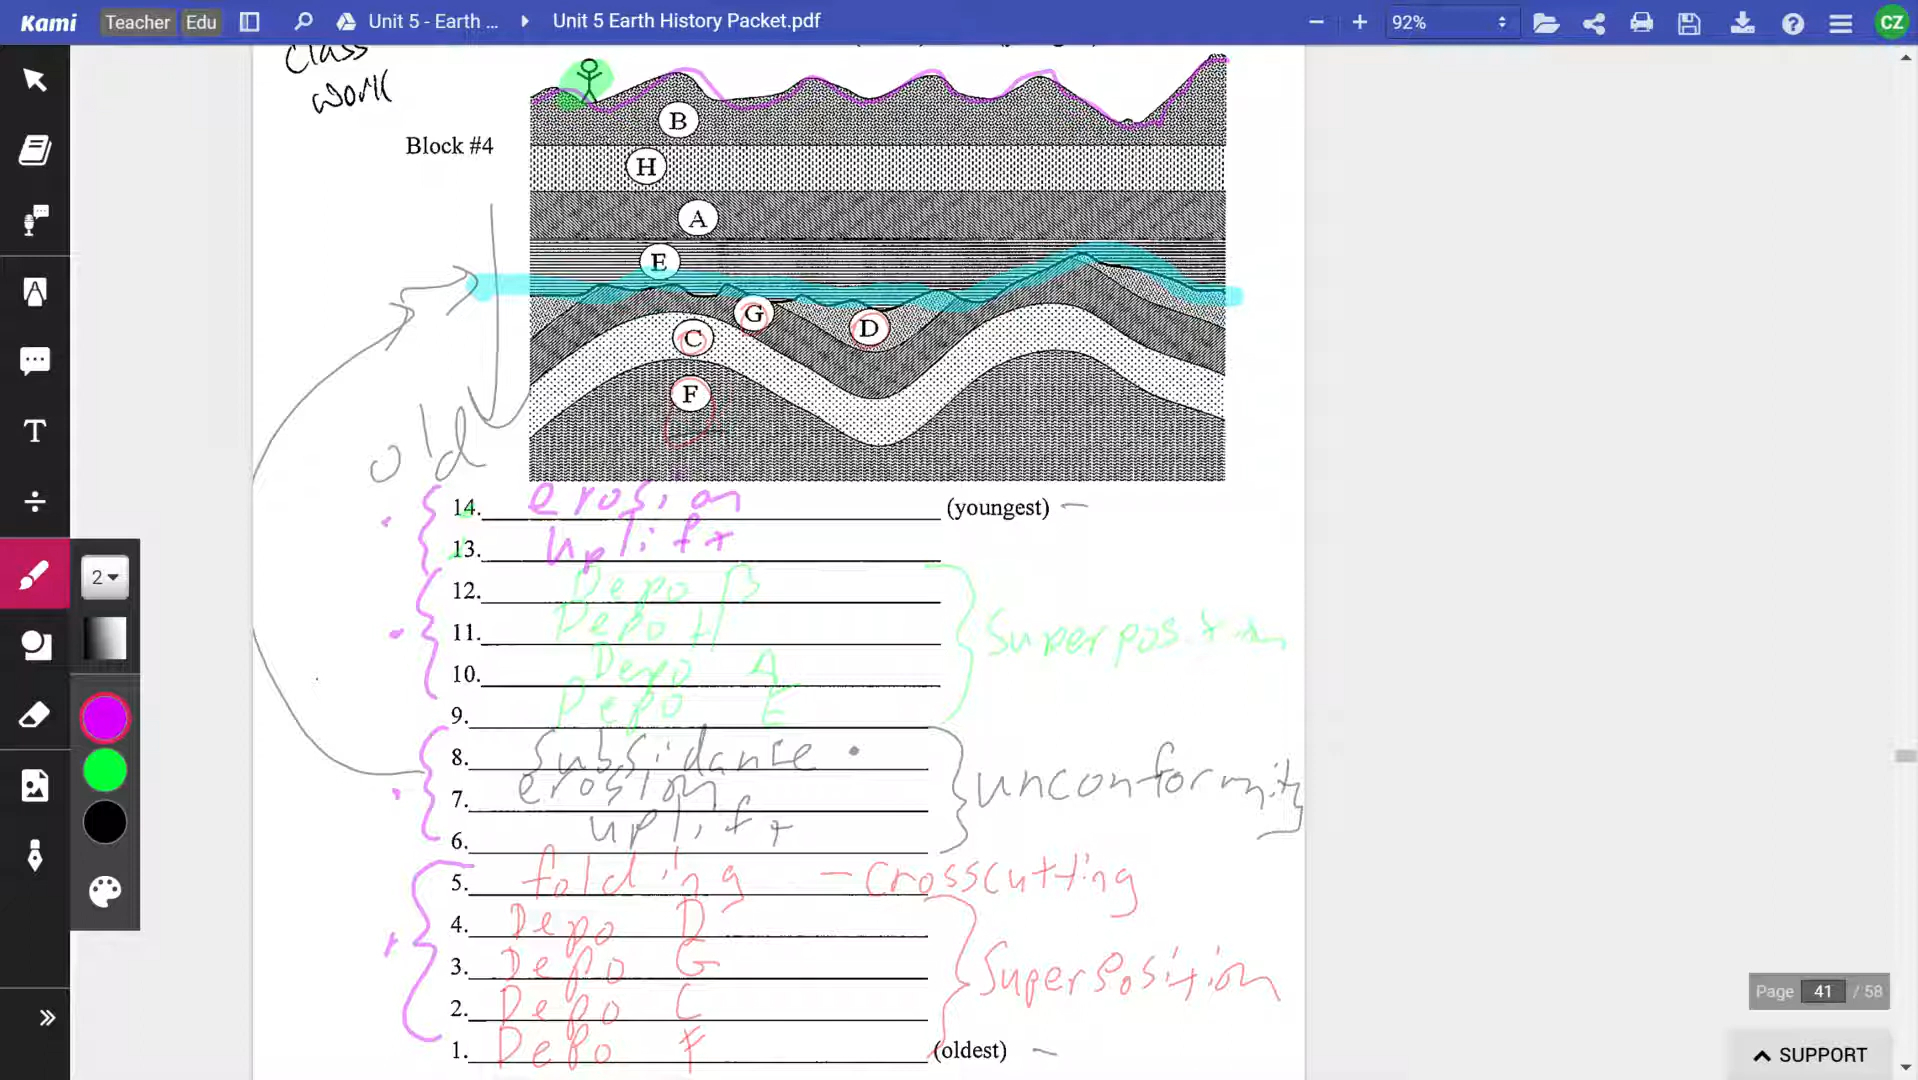 Kami Teacher Edu Unit 5 - Earth ... Unit 5 Earth History Packet.pdf 92% CZ
class
work
Block #4
B
H
A
E
G
D
C
F
old
14. erosion (youngest)
13. uplift
12. Depo B
11. Depo H
10. Depo A
9. Depo E
Superposition
8. subsidance
7. erosion
6. uplift
unconformity
5. folding - crosscutting
4. Depo D
3. Depo G
2. Depo C
1. Depo F (oldest)
Superposition
2
Page 41 / 58
SUPPORT